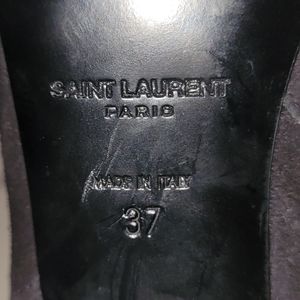 SAINT LAURENT
PARIS
MADE IN ITALY
37